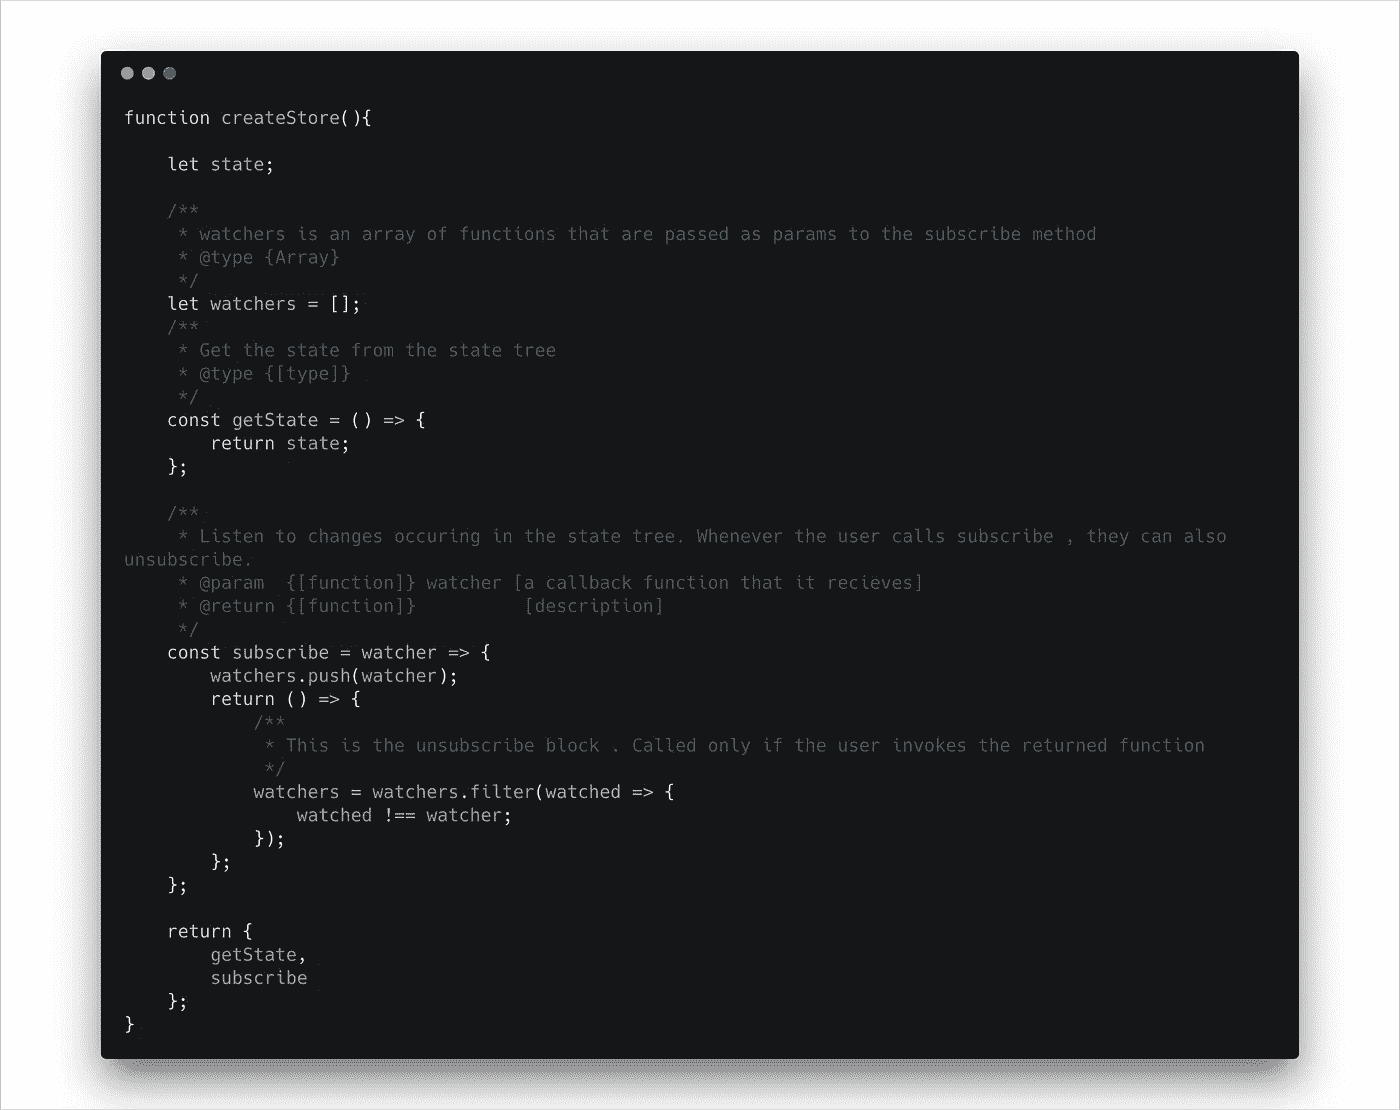 function createStore(){
let state;
/**
* watchers is an array of functions that are passed as params to the subscribe method
* @type {Array}
*/
let watchers = [];
/**
* Get the state from the state tree
* @type {[type]}
*/
const getState = () => {
return state;
};
/**
* Listen to changes occuring in the state tree. Whenever the user calls subscribe , they can also
unsubscribe.
* @param  {[function]} watcher [a callback function that it recieves]
* @return {[function]}          [description]
*/
const subscribe = watcher => {
watchers.push(watcher);
return () => {
/**
* This is the unsubscribe block . Called only if the user invokes the returned function
*/
watchers = watchers.filter(watched => {
watched !== watcher;
});
};
};
return {
getState,
subscribe
};
}